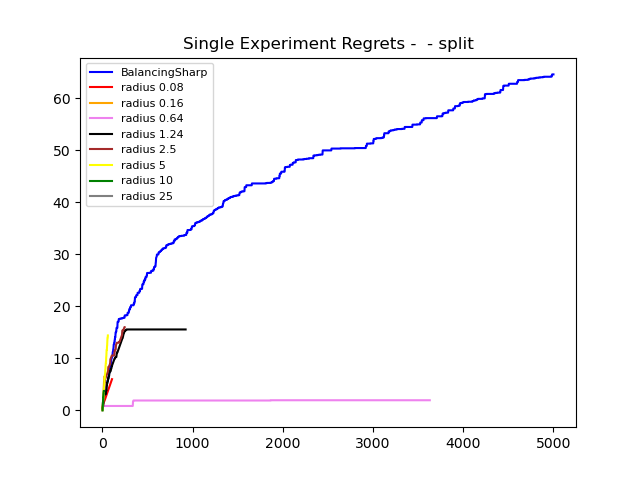 Single Experiment Regrets -  - split
BalancingSharp
radius 0.08
radius 0.16
radius 0.64
radius 1.24
radius 2.5
radius 5
radius 10
radius 25
60
50
40
30
20
10
0
0 1000 2000 3000 4000 5000